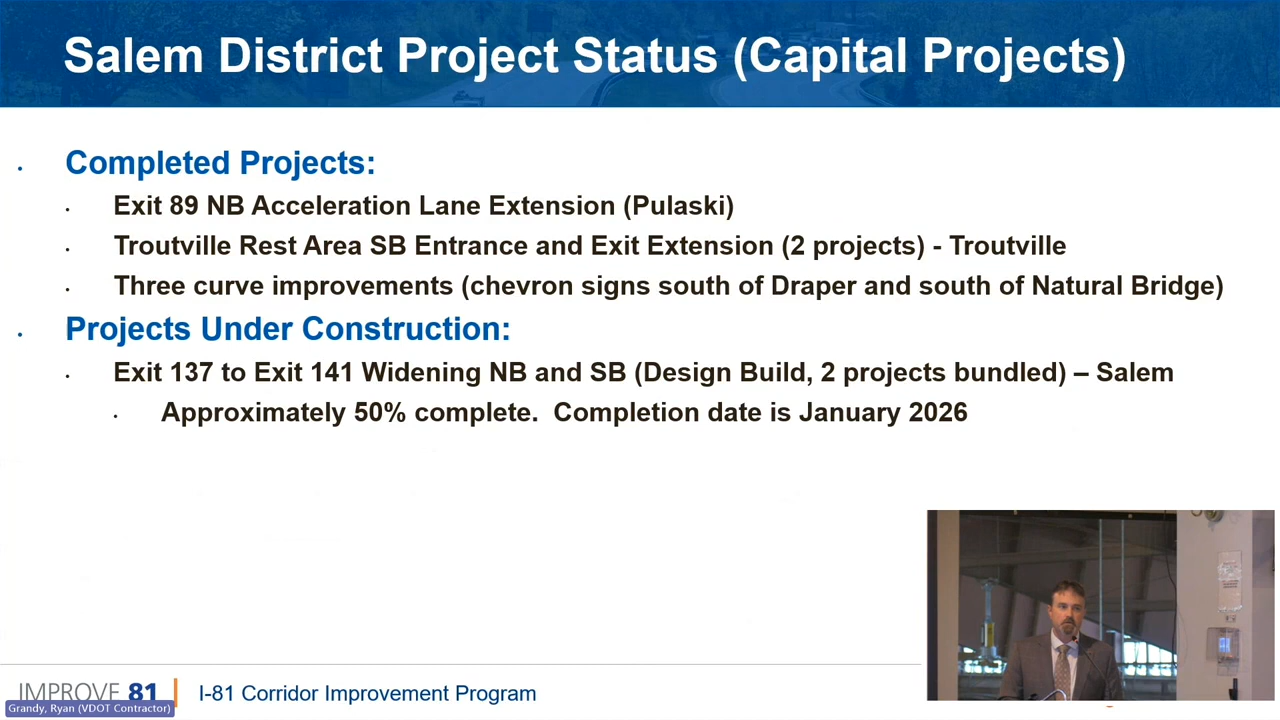 Salem District Project Status (Capital Projects)
Completed Projects:
Exit 89 NB Acceleration Lane Extension (Pulaski)
Troutville Rest Area SB Entrance and Exit Extension (2 projects) - Troutville
Three curve improvements (chevron signs south of Draper and south of Natural Bridge)
Projects Under Construction:
Exit 137 to Exit 141 Widening NB and SB (Design Build, 2 projects bundled) – Salem
Approximately 50% complete.  Completion date is January 2026
IMPROVE 81
I-81 Corridor Improvement Program
Grandy, Ryan (VDOT Contractor)